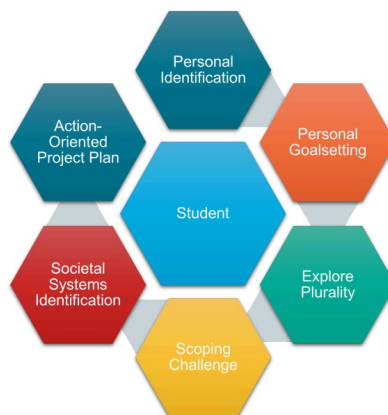 Personal
Identification
Personal
Goalsetting
Explore
Plurality
Scoping
Challenge
Societal
Systems
Identification
Action-
Oriented
Project Plan
Student